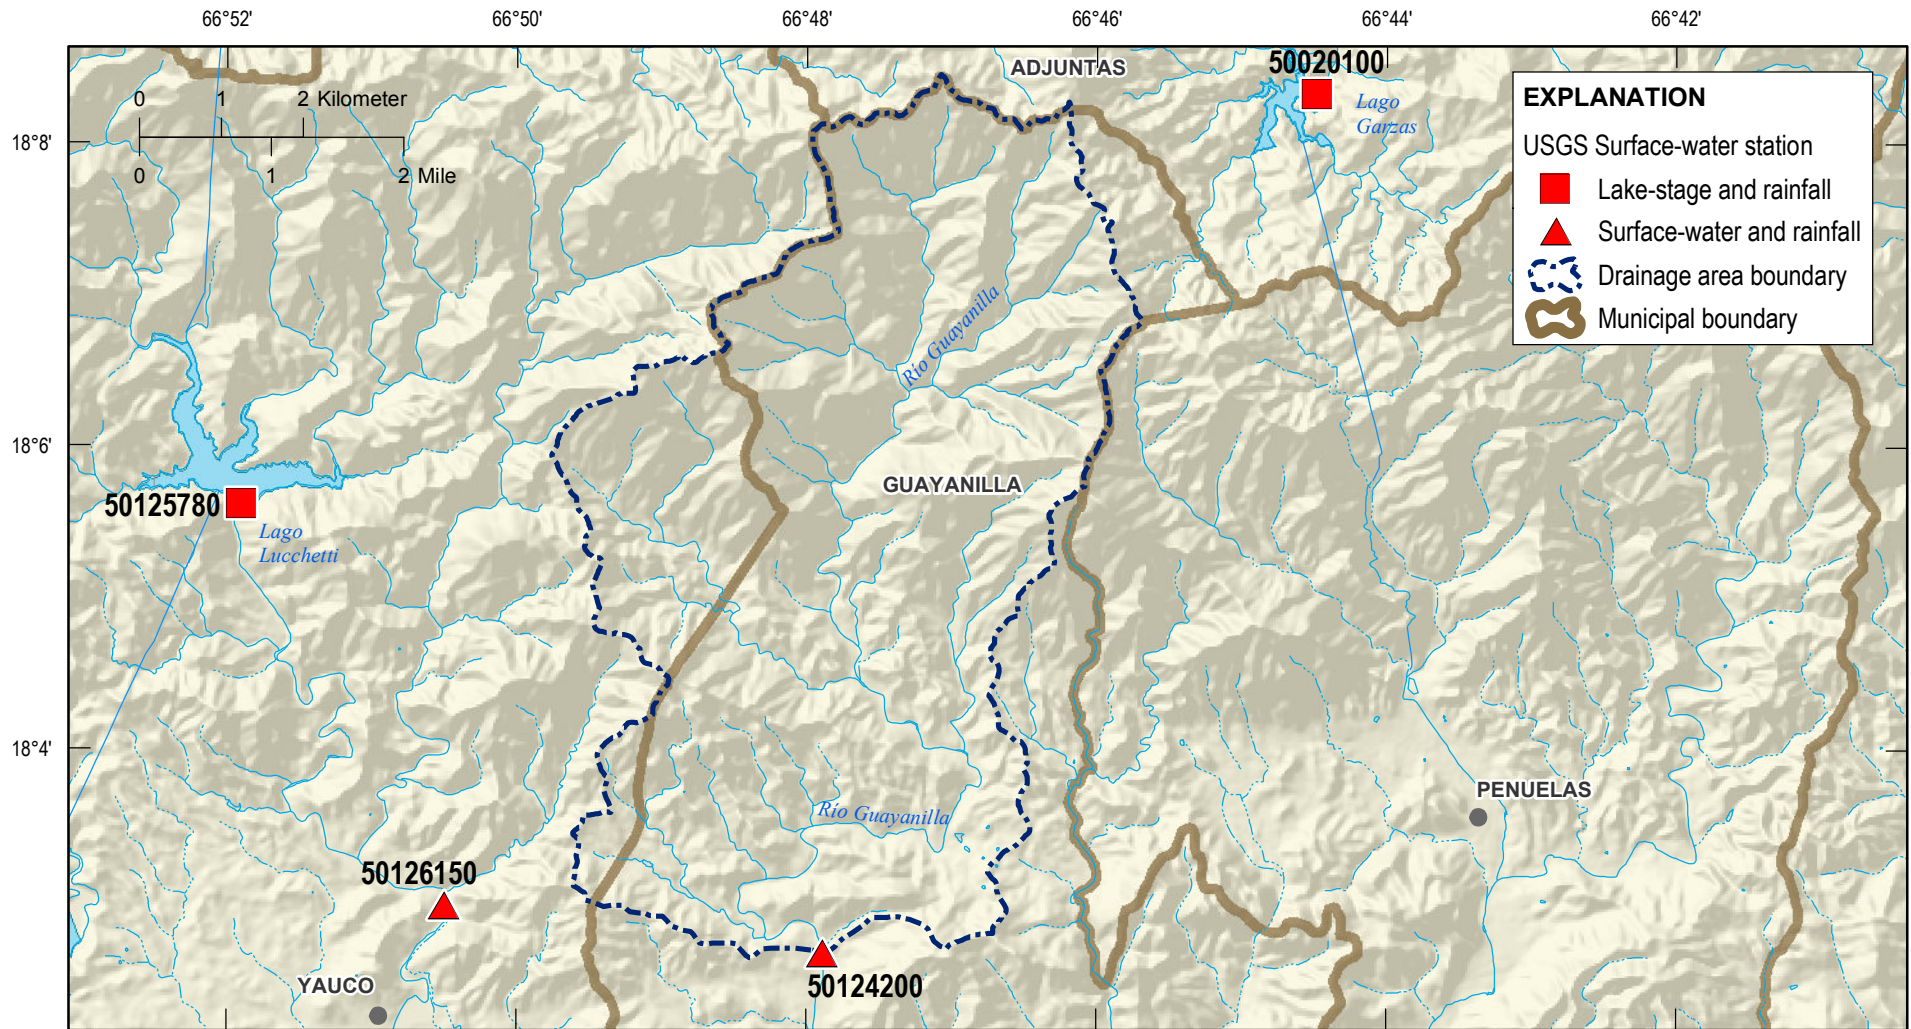 66°52'
66°50'
66°48'
66°46'
66°44'
66°42'
18°8'
18°6'
18°4'
0 1 2 Kilometer
0 1 2 Mile
ADJUNTAS
50020100
Lago
Garzas
EXPLANATION
USGS Surface-water station
Lake-stage and rainfall
Surface-water and rainfall
Drainage area boundary
Municipal boundary
Río Guayanilla
GUAYANILLA
50125780
Lago
Lucchetti
PENUELAS
Río Guayanilla
50126150
YAUCO
50124200